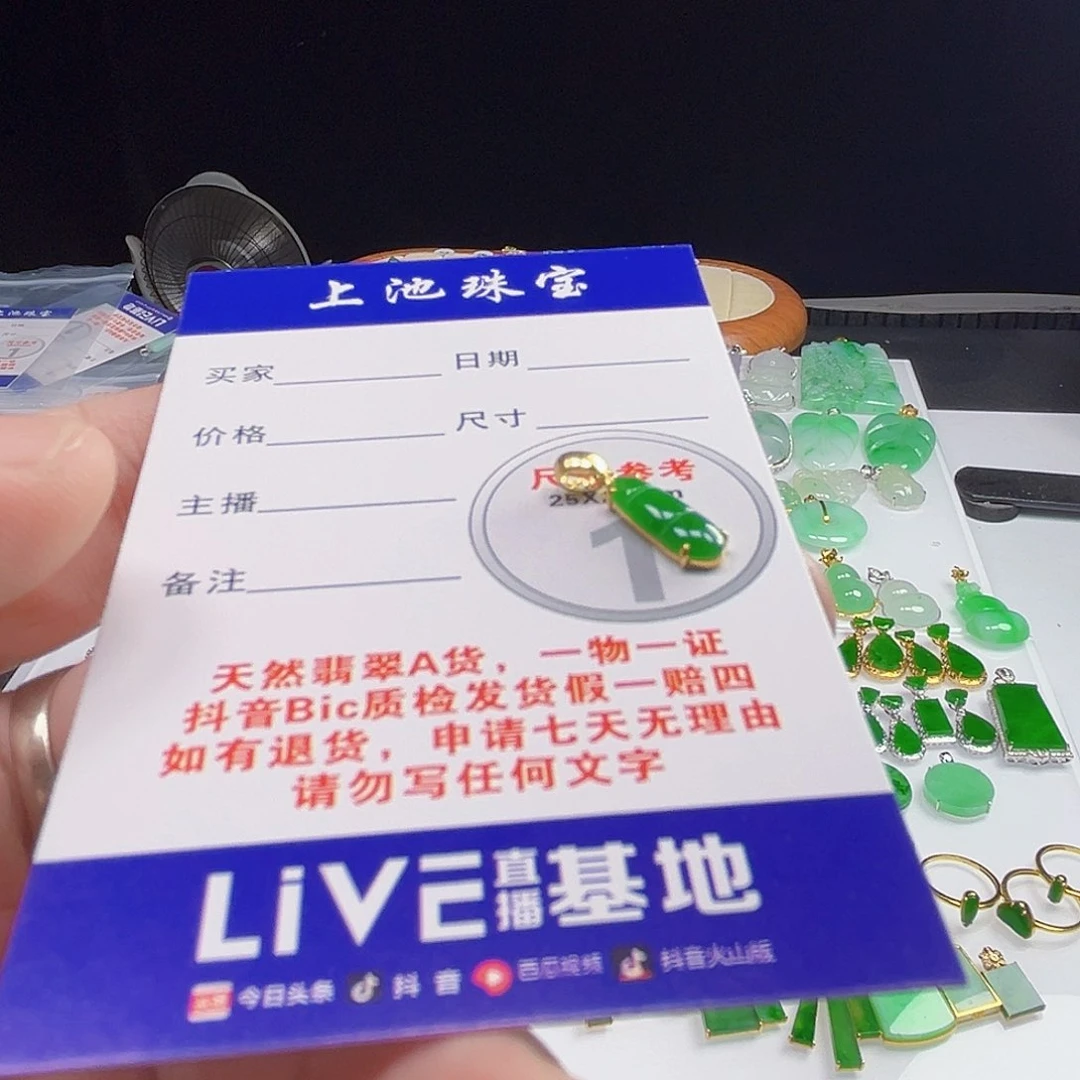 上池珠宝
买家 日期
价格 尺寸
主播
备注
参考
25X
1
天然翡翠A货，一物一证
抖音Bic质检发货假一赔四
如有退货，申请七天无理由
请勿写任何文字
LiVE直播基地
今日头条 抖音 西瓜视频 抖音火山版